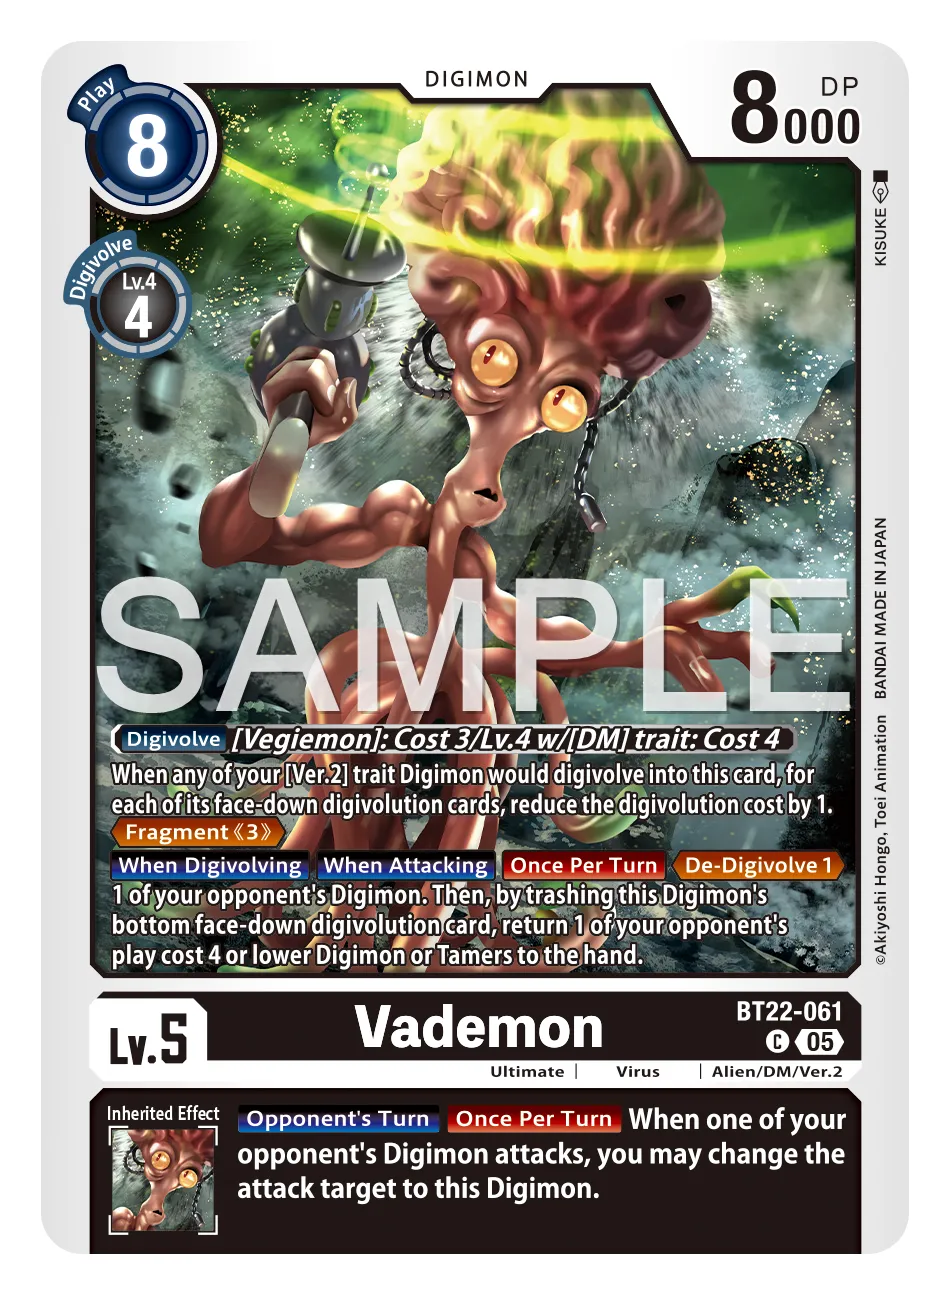 DIGIMON
Play
8
DP
8000
Digivolve
Lv.4
4
KISUKE
SAMPLE
BANDAI MADE IN JAPAN
©Akiyoshi Hongo, Toei Animation
Digivolve [Vegiemon]: Cost 3/Lv.4 w/[DM] trait: Cost 4
When any of your [Ver.2] trait Digimon would digivolve into this card, for
each of its face-down digivolution cards, reduce the digivolution cost by 1.
Fragment《3》
When Digivolving When Attacking Once Per Turn De-Digivolve 1
1 of your opponent's Digimon. Then, by trashing this Digimon's
bottom face-down digivolution card, return 1 of your opponent's
play cost 4 or lower Digimon or Tamers to the hand.
Lv.5
Vademon
BT22-061
C 05
Ultimate | Virus | Alien/DM/Ver.2
Inherited Effect
Opponent's Turn Once Per Turn When one of your
opponent's Digimon attacks, you may change the
attack target to this Digimon.